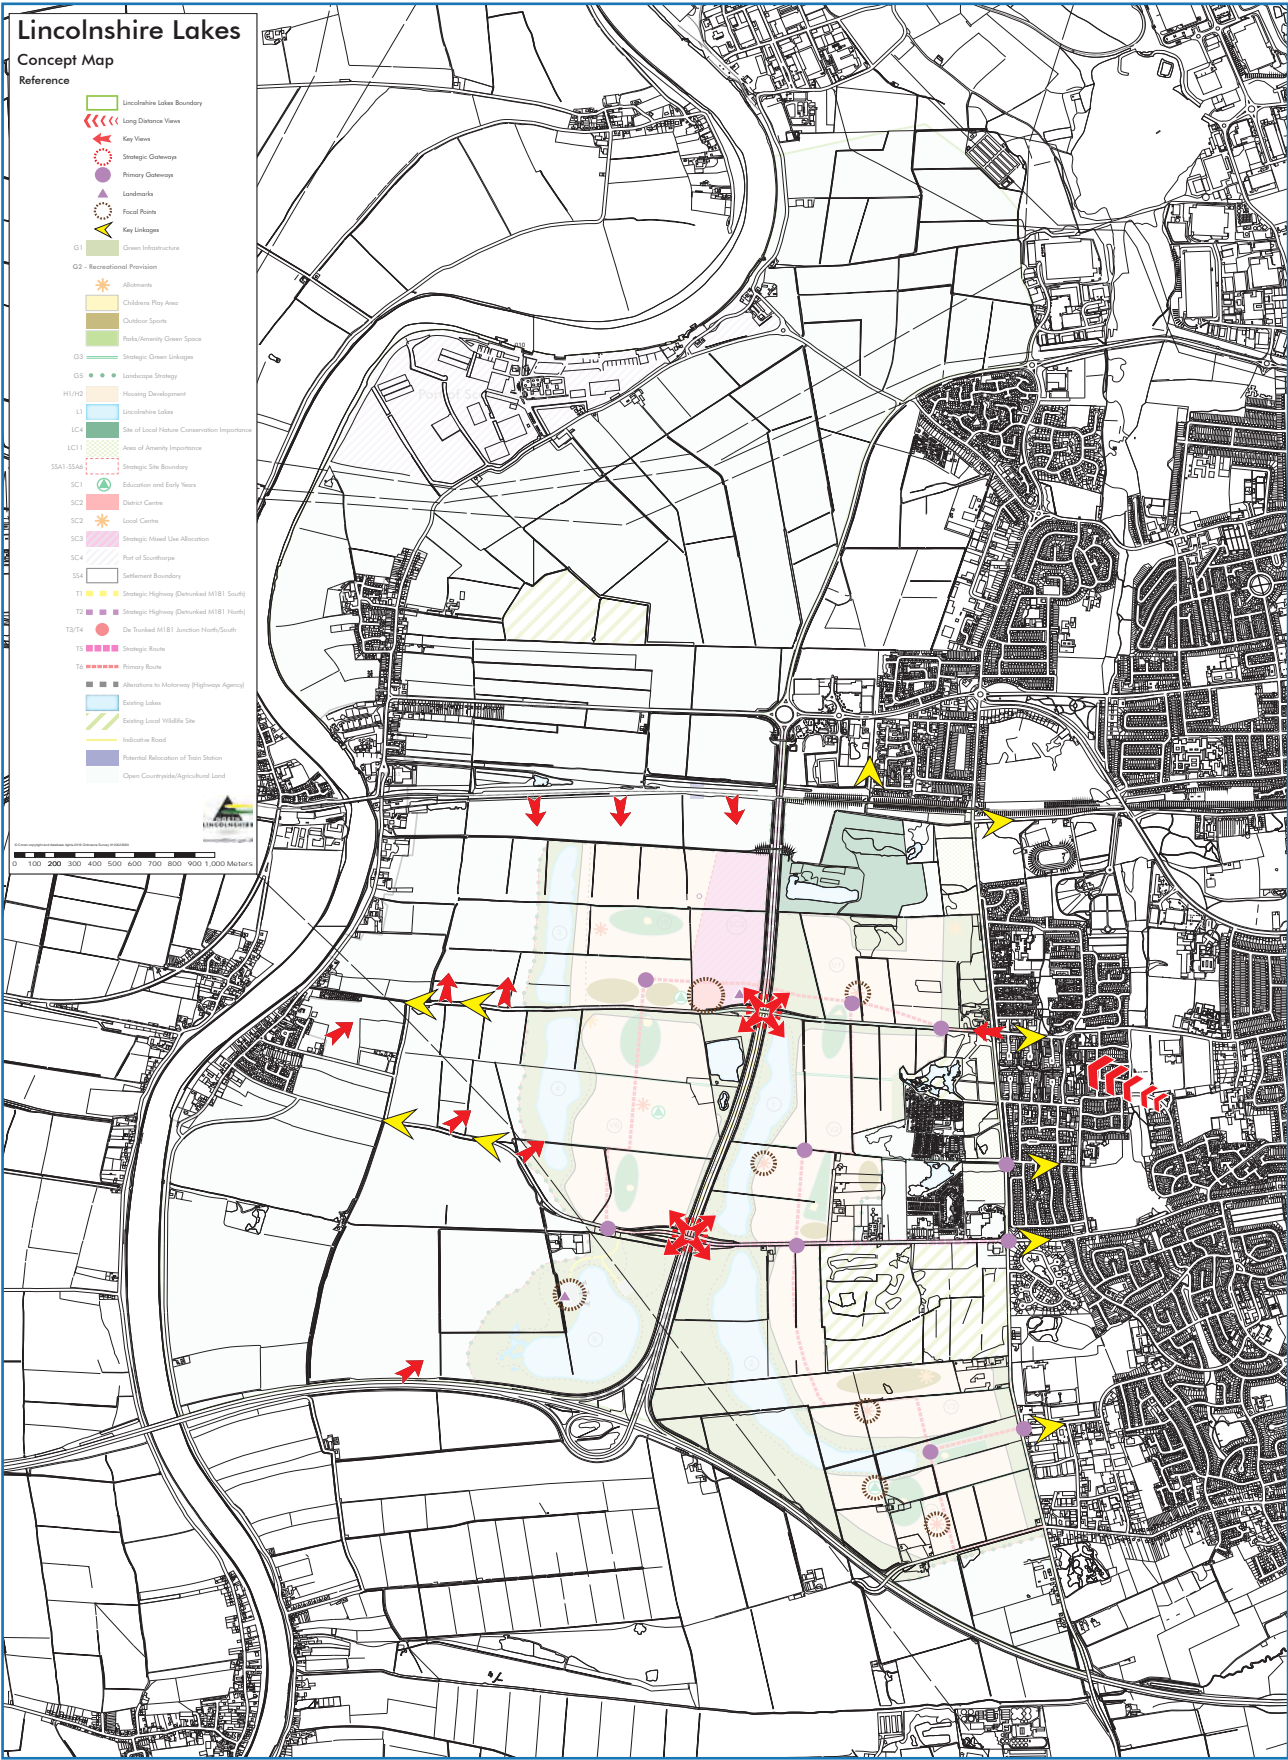 Lincolnshire Lakes
Concept Map
Reference
Lincolnshire Lakes Boundary
Long Distance Views
Key Views
Strategic Gateways
Primary Gateways
Landmarks
Focal Points
Key Linkages
G1 Green Infrastructure
G2 - Recreational Provision
Allotments
Childrens Play Area
Outdoor Sports
Parks/Amenity Green Space
G3 Strategic Green Linkages
G5 Landscape Strategy
H1/H2 Housing Development
L1 Lincolnshire Lakes
LC4 Site of Local Nature Conservation Importance
LC11 Area of Amenity Importance
SSA1-SSA6 Strategic Site Boundary
SC1 Education and Early Years
SC2 District Centre
SC2 Local Centre
SC3 Strategic Mixed Use Allocation
SC4 Port of Scunthorpe
SS4 Settlement Boundary
T1 Strategic Highway (Detrunked M181 South)
T2 Strategic Highway (Detrunked M181 North)
T3/T4 De Trunked M181 Junction North/South
T5 Strategic Route
T6 Primary Route
Alterations to Motorway (Highways Agency)
Existing Lakes
Existing Local Wildlife Site
Indicative Road
Potential Relocation of Train Station
Open Countryside/Agricultural Land
LINCOLNSHIRE
0 100 200 300 400 500 600 700 800 900 1,000 Meters